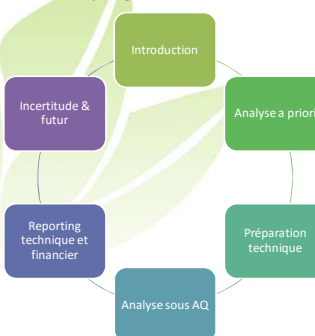 Introduction
Analyse a priori
Préparation
technique
Analyse sous AQ
Reporting
technique et
financier
Incertitude &
futur